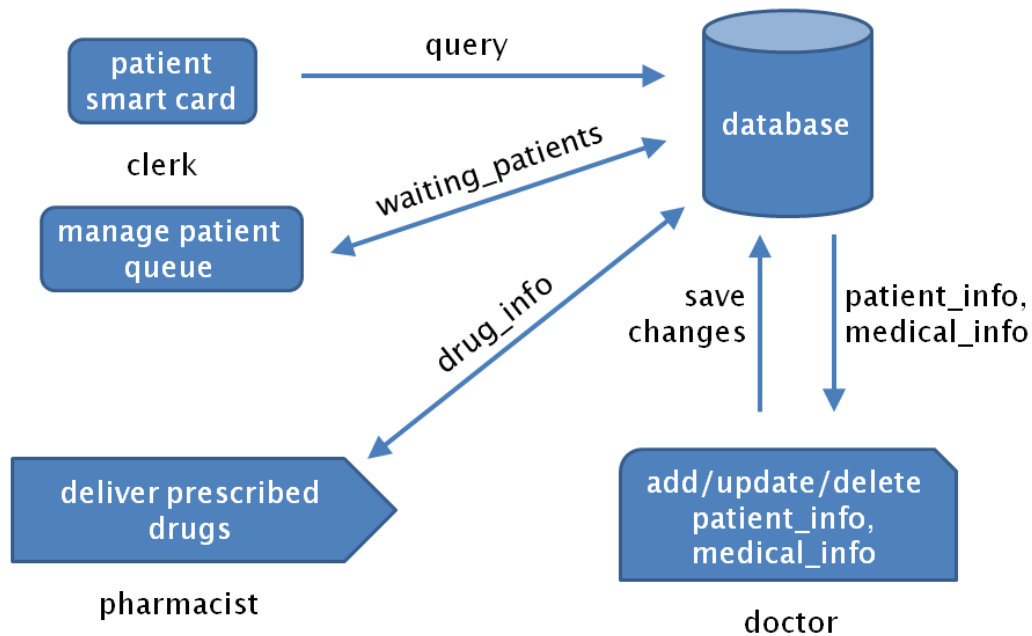 patient
smart card
query
database
clerk
waiting_patients
manage patient
queue
drug_info
save
changes
patient_info,
medical_info
deliver prescribed
drugs
add/update/delete
patient_info,
medical_info
pharmacist
doctor